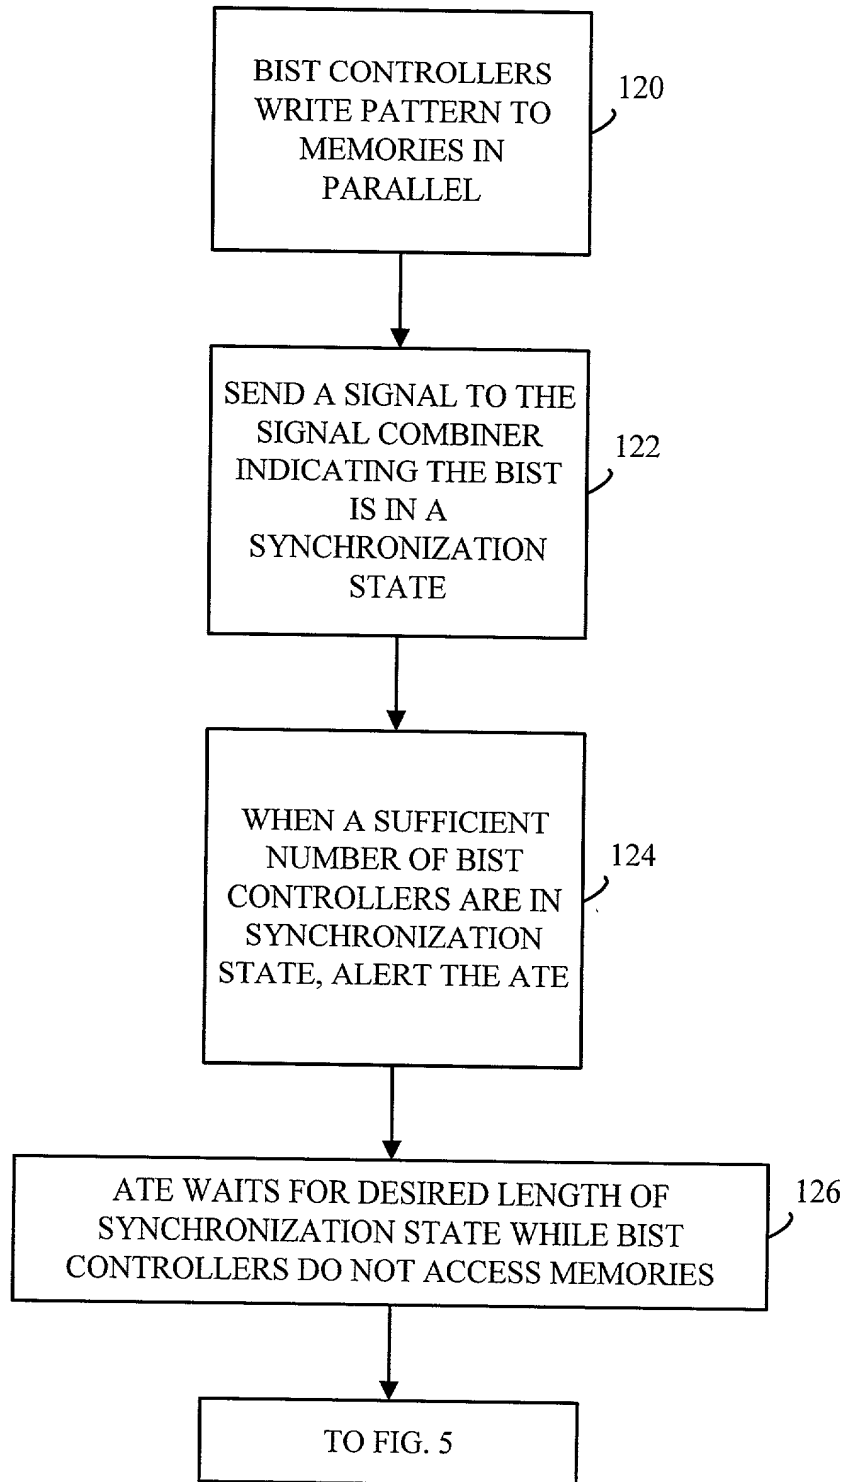 BIST CONTROLLERS
WRITE PATTERN TO
MEMORIES IN
PARALLEL
120
SEND A SIGNAL TO THE
SIGNAL COMBINER
INDICATING THE BIST
IS IN A
SYNCHRONIZATION
STATE
122
WHEN A SUFFICIENT
NUMBER OF BIST
CONTROLLERS ARE IN
SYNCHRONIZATION
STATE, ALERT THE ATE
124
ATE WAITS FOR DESIRED LENGTH OF
SYNCHRONIZATION STATE WHILE BIST
CONTROLLERS DO NOT ACCESS MEMORIES
126
TO FIG. 5